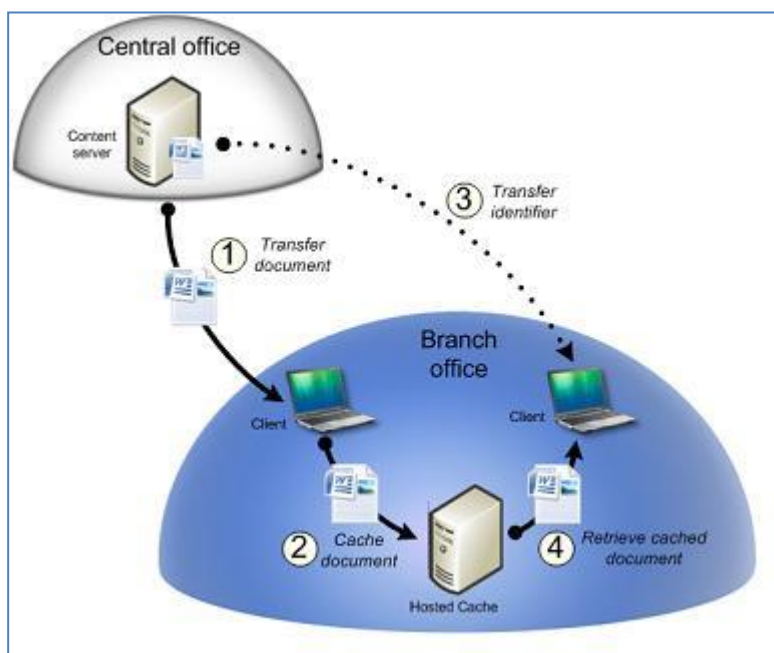 Central office
Content
server
3
Transfer
identifier
1
Transfer
document
Branch
office
Client
Client
2
Cache
document
4
Retrieve cached
document
Hosted Cache